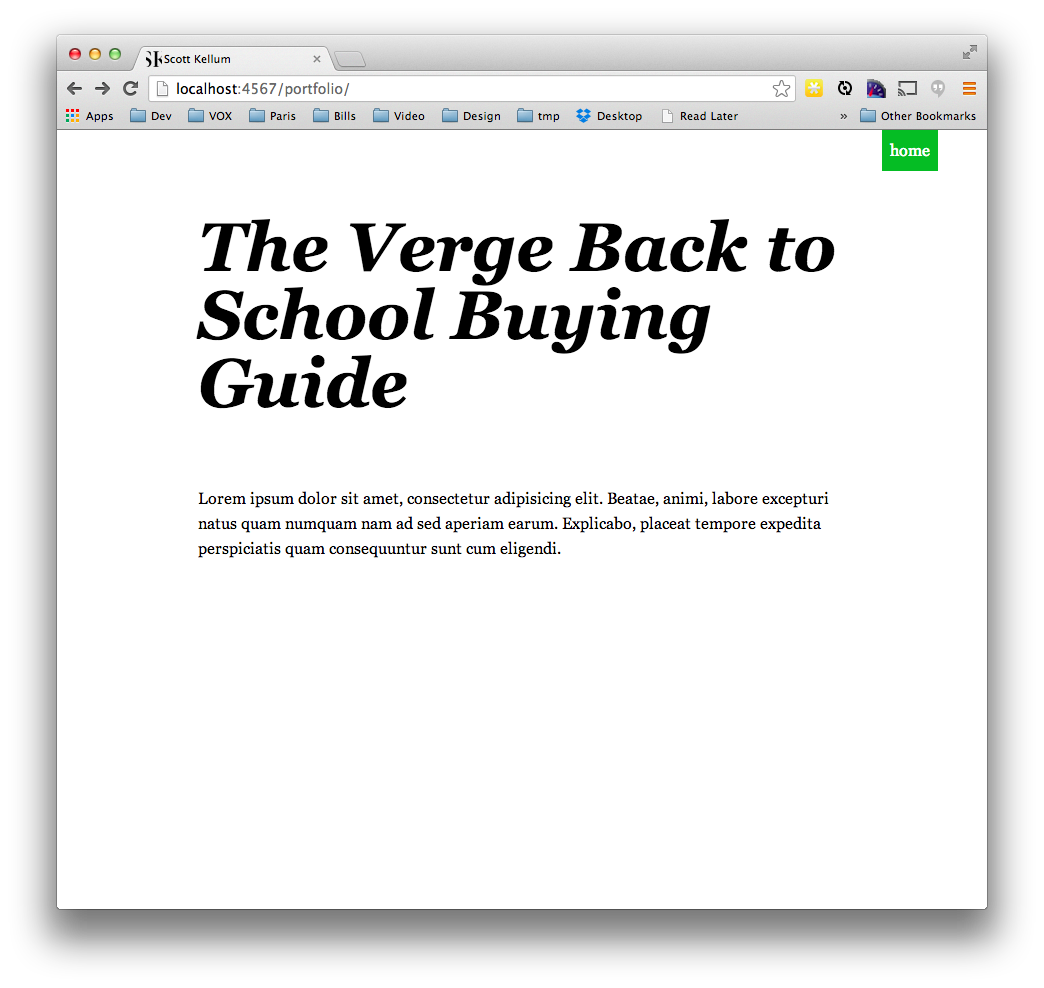 Scott Kellum
localhost:4567/portfolio/
Apps Dev VOX Paris Bills Video Design tmp Desktop Read Later » Other Bookmarks
home
The Verge Back to
School Buying
Guide
Lorem ipsum dolor sit amet, consectetur adipisicing elit. Beatae, animi, labore excepturi
natus quam numquam nam ad sed aperiam earum. Explicabo, placeat tempore expedita
perspiciatis quam consequuntur sunt cum eligendi.